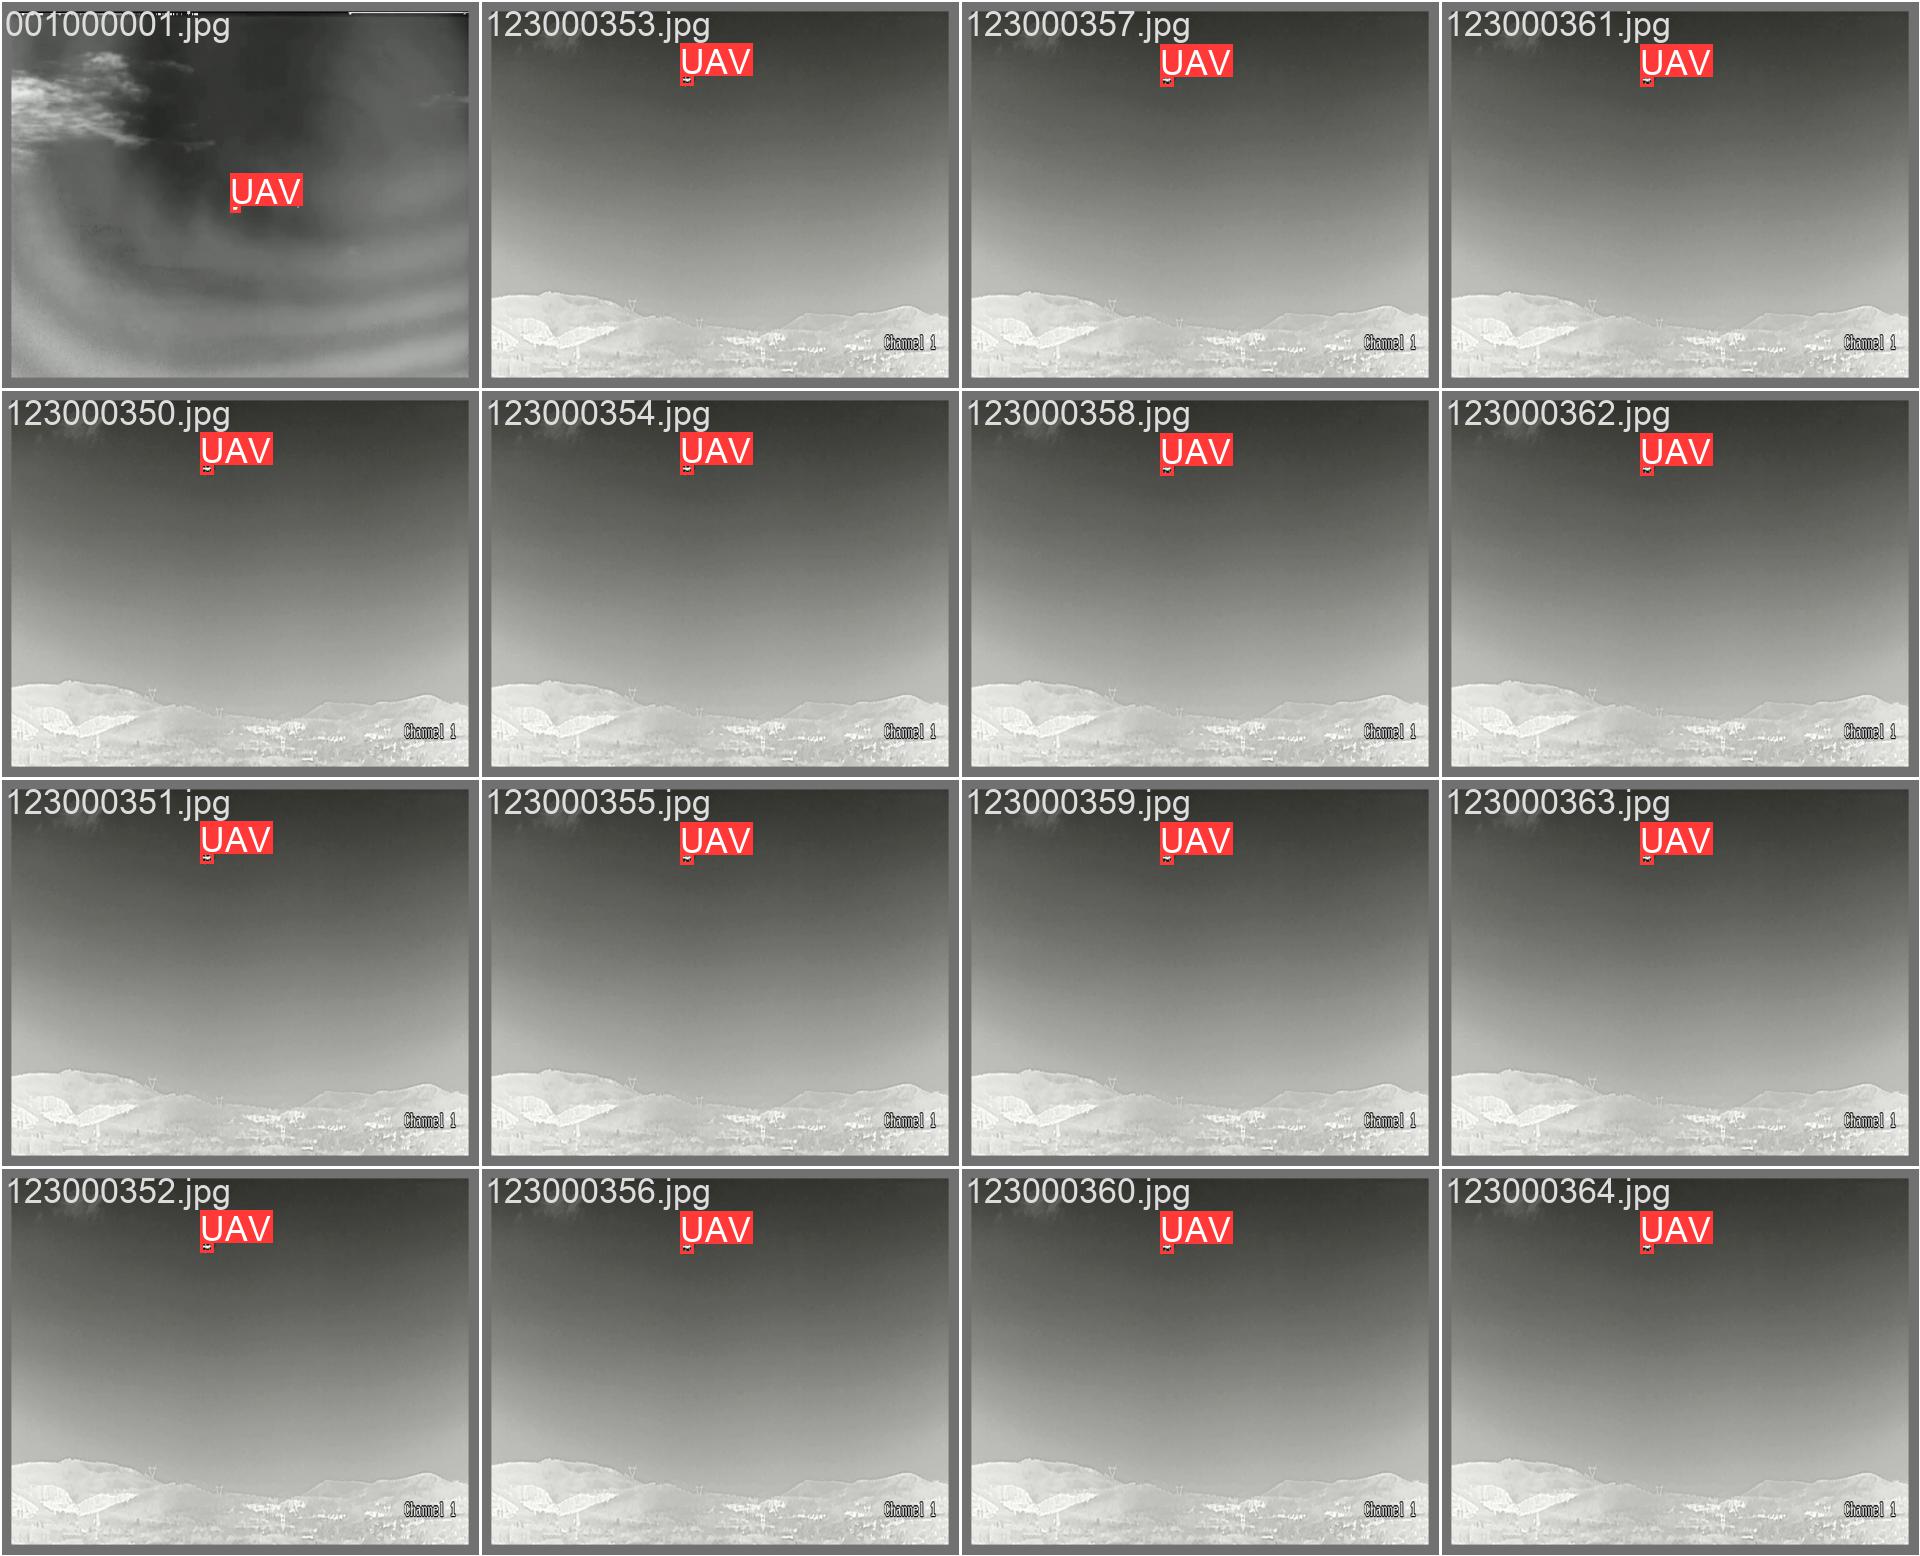 001000001.jpg
UAV
123000353.jpg
UAV
Channel 1
123000357.jpg
UAV
Channel 1
123000361.jpg
UAV
Channel 1
123000350.jpg
UAV
Channel 1
123000354.jpg
UAV
Channel 1
123000358.jpg
UAV
Channel 1
123000362.jpg
UAV
Channel 1
123000351.jpg
UAV
Channel 1
123000355.jpg
UAV
Channel 1
123000359.jpg
UAV
Channel 1
123000363.jpg
UAV
Channel 1
123000352.jpg
UAV
Channel 1
123000356.jpg
UAV
Channel 1
123000360.jpg
UAV
Channel 1
123000364.jpg
UAV
Channel 1